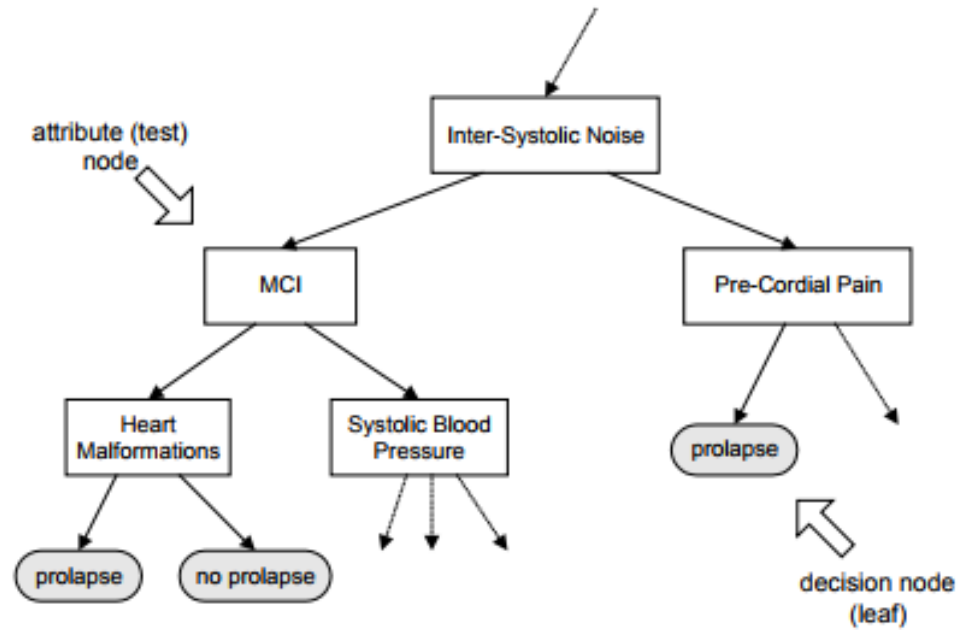 Inter-Systolic Noise
attribute (test)
node
MCI
Pre-Cordial Pain
Heart
Malformations
Systolic Blood
Pressure
prolapse
prolapse
no prolapse
decision node
(leaf)